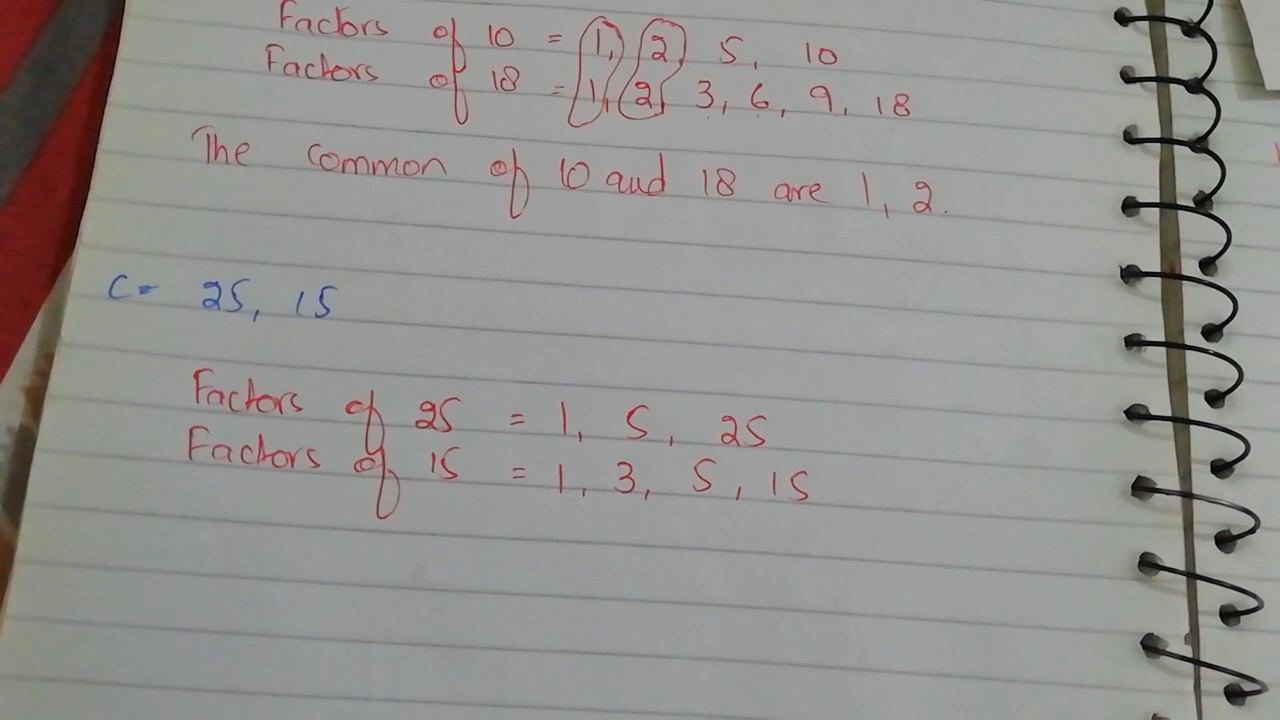 Factors of 10 = 1, 2 5, 10
Factors of 18 = 1, 2, 3, 6, 9, 18
The common of 10 and 18 are 1, 2.
C= 25, 15
Factors of 25 = 1, 5, 25
Factors of 15 = 1, 3, 5, 15